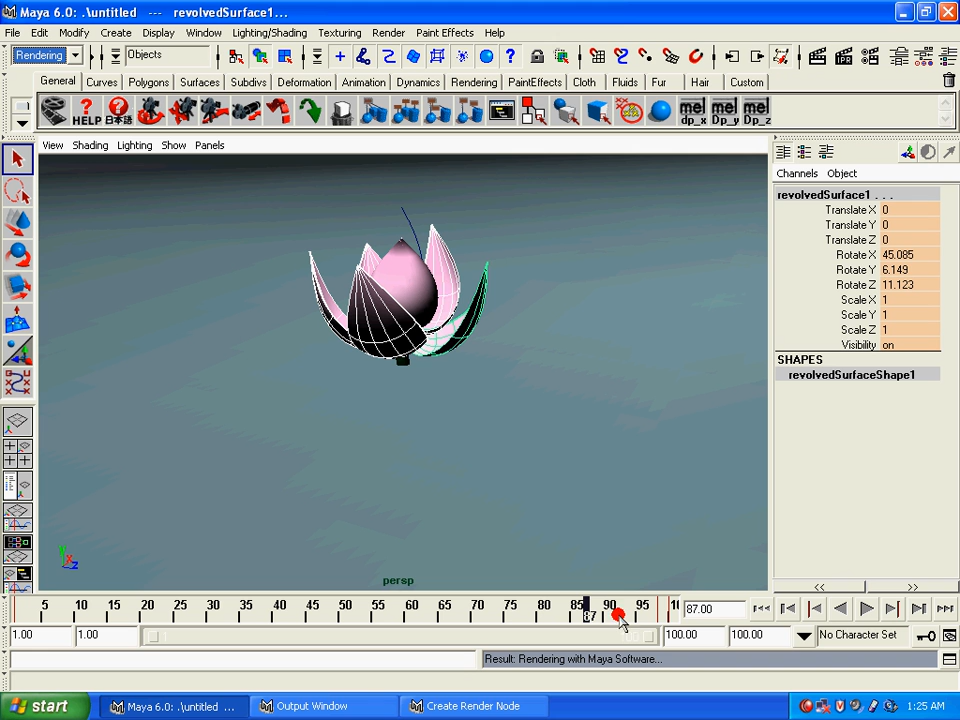 Maya 6.0: .\untitled --- revolvedSurface1...
File Edit Modify Create Display Window Lighting/Shading Texturing Render Paint Effects Help
Rendering Objects
General Curves Polygons Surfaces Subdivs Deformation Animation Dynamics Rendering PaintEffects Cloth Fluids Fur Hair Custom
HELP 日本語 mel dp_x mel Dp_y mel Dp_z
View Shading Lighting Show Panels
Channels Object
revolvedSurface1 . . .
Translate X 0
Translate Y 0
Translate Z 0
Rotate X 45.085
Rotate Y 6.149
Rotate Z 11.123
Scale X 1
Scale Y 1
Scale Z 1
Visibility on
SHAPES
revolvedSurfaceShape1
persp
<< >>
5 10 15 20 25 30 35 40 45 50 55 60 65 70 75 80 85 87 90 95 87.00
1.00 1.00 1 100 100.00 100.00 No Character Set
Result: Rendering with Maya Software...
start Maya 6.0: .\untitled ... Output Window Create Render Node 1:25 AM